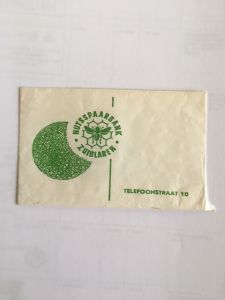 NUTSSPAARBANK
ZUIDLAREN
TELEFOONSTRAAT 10